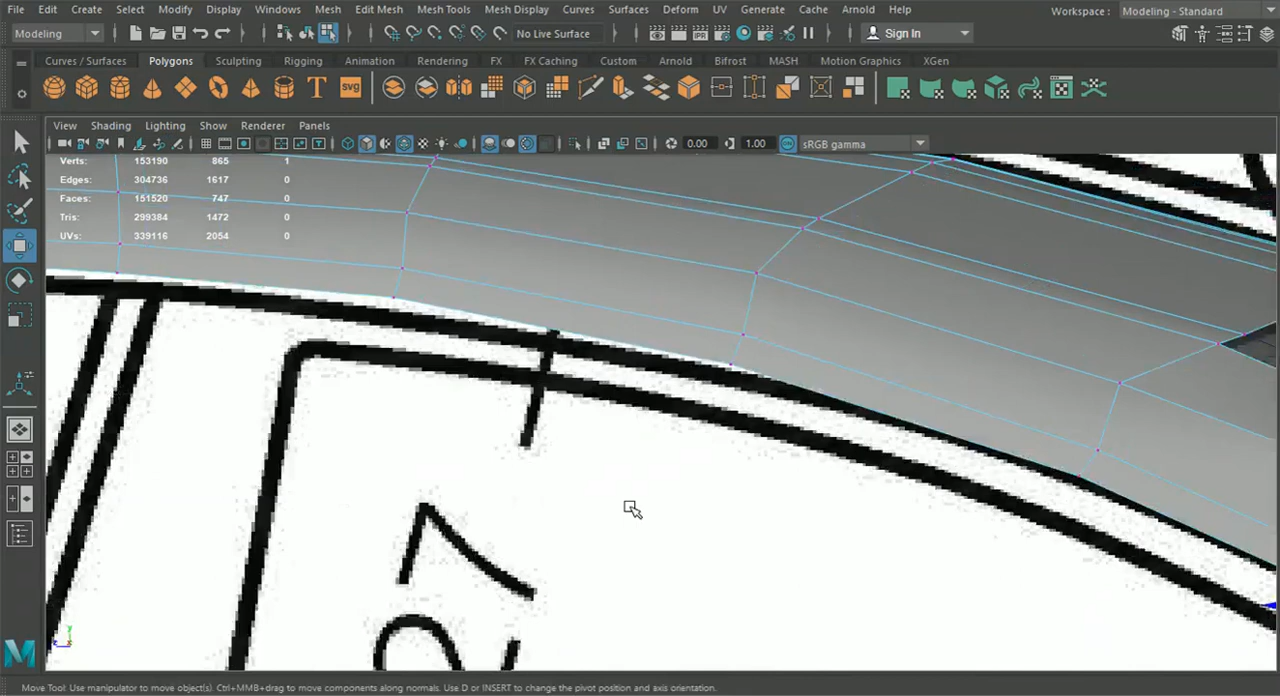 File Edit Create Select Modify Display Windows Mesh Edit Mesh Mesh Tools Mesh Display Curves Surfaces Deform UV Generate Cache Arnold Help Workspace : Modeling - Standard
Modeling No Live Surface Sign In
Curves / Surfaces Polygons Sculpting Rigging Animation Rendering FX FX Caching Custom Arnold Bifrost MASH Motion Graphics XGen
T SVG
View Shading Lighting Show Renderer Panels
0.00 1.00 sRGB gamma
Verts: 153190 865 1
Edges: 304736 1617 0
Faces: 151520 747 0
Tris: 299384 1472 0
UVs: 339116 2054 0
Move Tool: Use manipulator to move object(s). Ctrl+MMB+drag to move components along normals. Use D or INSERT to change the pivot position and axis orientation.